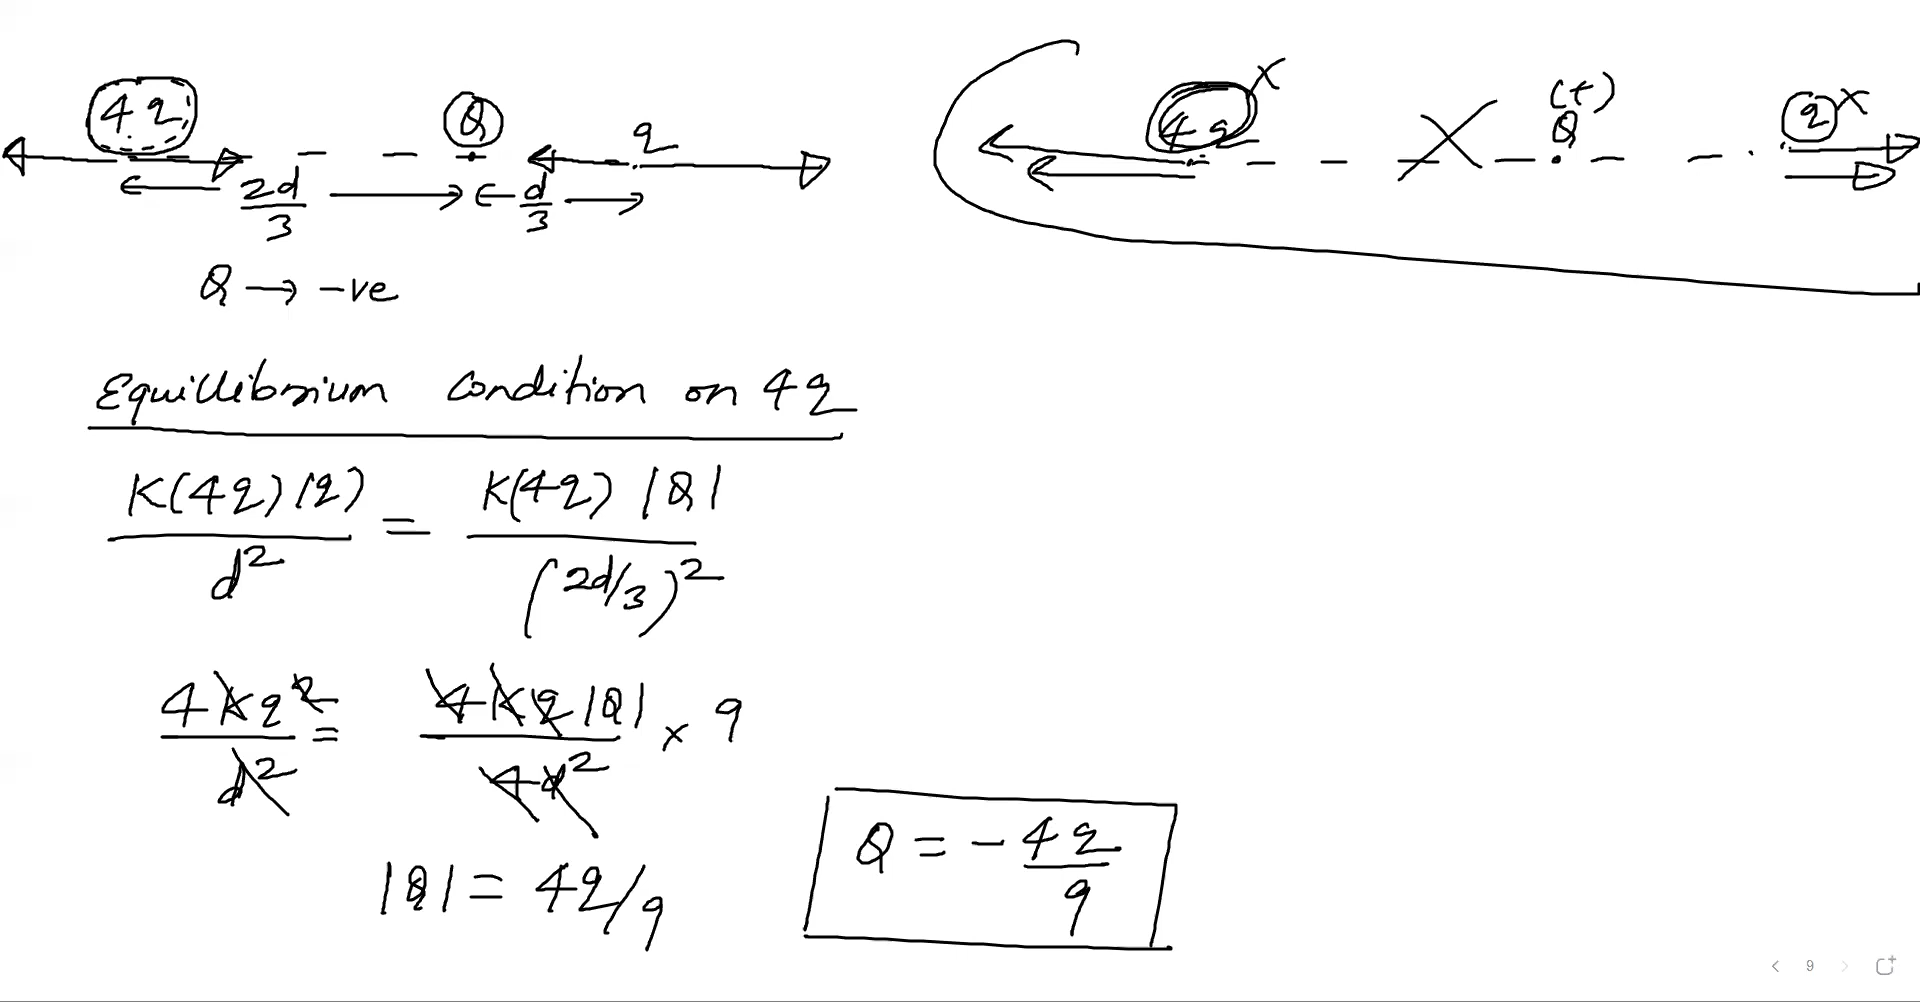 4q Q q
2d/3 d/3
Q → -ve
4q x x (+) Q q x
Equillibrium Condition on 4q
K(4q)(q)/d² = K(4q)|Q|/(2d/3)²
4Kq²/d² = 4Kq|Q|/4d² × 9
|Q| = 4q/9
Q = -4q/9
9